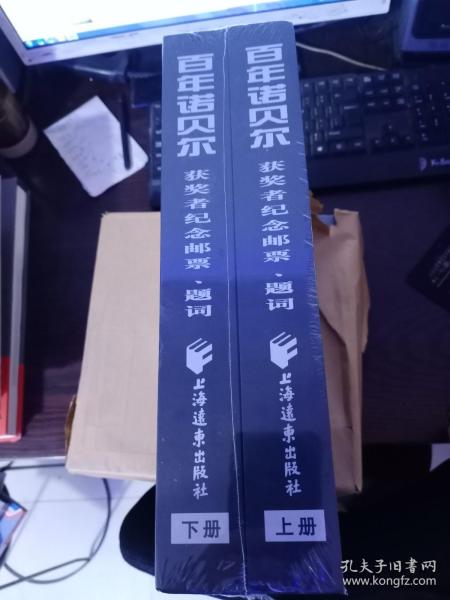 百年诺贝尔
获奖者纪念邮票、题词
上海遠東出版社
下册
百年诺贝尔
获奖者纪念邮票、题词
上海遠東出版社
上册
孔夫子旧书网
www.kongfz.com